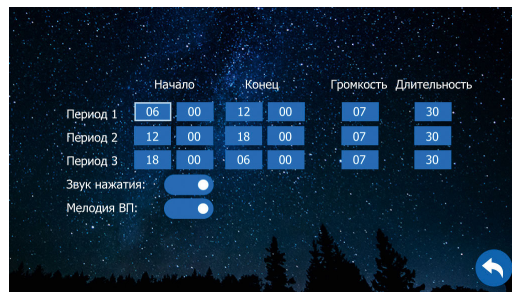 Начало Конец Громкость Длительность
Период 1 06 00 12 00 07 30
Период 2 12 00 18 00 07 30
Период 3 18 00 06 00 07 30
Звук нажатия:
Мелодия ВП: